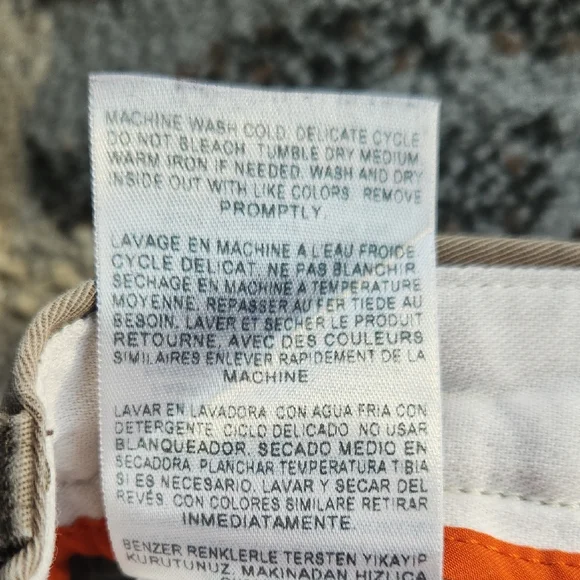 MACHINE WASH COLD. DELICATE CYCLE
DO NOT BLEACH. TUMBLE DRY MEDIUM.
WARM IRON IF NEEDED. WASH AND DRY
INSIDE OUT WITH LIKE COLORS. REMOVE
PROMPTLY.
LAVAGE EN MACHINE A L'EAU FROIDE
CYCLE DELICAT. NE PAS BLANCHIR.
SECHAGE EN MACHINE A TEMPERATURE
MOYENNE. REPASSER AU FER TIEDE AU
BESOIN. LAVER ET SECHER LE PRODUIT
RETOURNE, AVEC DES COULEURS
SIMILAIRES ENLEVER RAPIDEMENT DE LA
MACHINE
LAVAR EN LAVADORA CON AGUA FRIA CON
DETERGENTE. CICLO DELICADO. NO USAR
BLANQUEADOR. SECADO MEDIO EN
SECADORA. PLANCHAR TEMPERATURA TIBIA
SI ES NECESARIO. LAVAR Y SECAR DEL
REVÉS CON COLORES SIMILARE RETIRAR
INMEDIATAMENTE.
BENZER RENKLERLE TERSTEN YIKAYIP
KURUTUNUZ. MAKINADAN HIZLICA